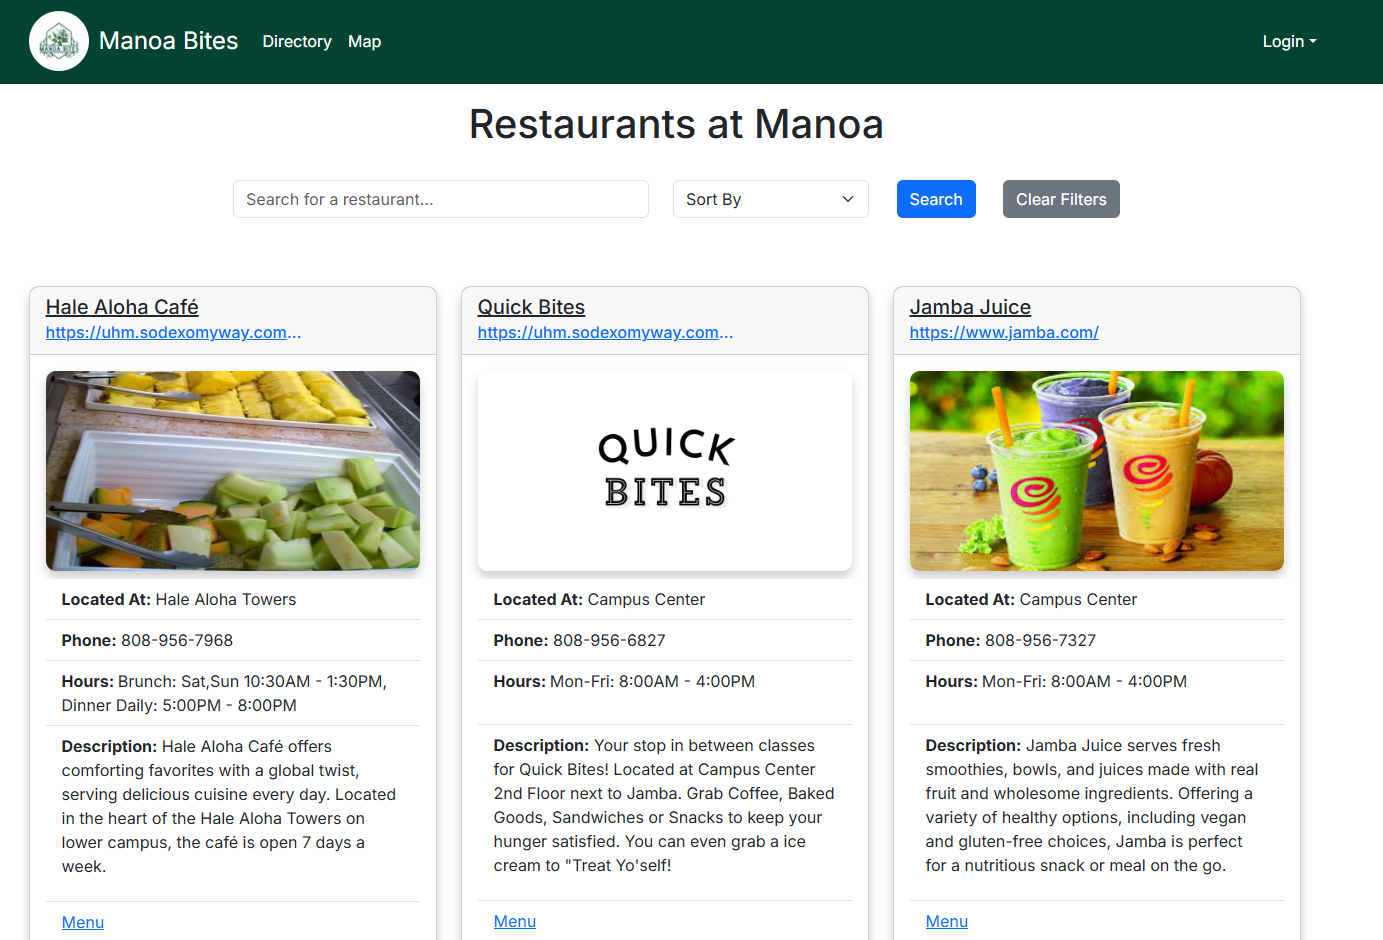 MANOA BITES
Manoa Bites
Directory
Map
Login
Restaurants at Manoa
Search for a restaurant...
Sort By
Search
Clear Filters
Hale Aloha Café
https://uhm.sodexomyway.com...
Located At: Hale Aloha Towers
Phone: 808-956-7968
Hours: Brunch: Sat,Sun 10:30AM - 1:30PM,
Dinner Daily: 5:00PM - 8:00PM
Description: Hale Aloha Café offers
comforting favorites with a global twist,
serving delicious cuisine every day. Located
in the heart of the Hale Aloha Towers on
lower campus, the café is open 7 days a
week.
Menu
Quick Bites
https://uhm.sodexomyway.com...
QUICK
BITES
Located At: Campus Center
Phone: 808-956-6827
Hours: Mon-Fri: 8:00AM - 4:00PM
Description: Your stop in between classes
for Quick Bites! Located at Campus Center
2nd Floor next to Jamba. Grab Coffee, Baked
Goods, Sandwiches or Snacks to keep your
hunger satisfied. You can even grab a ice
cream to "Treat Yo'self!
Menu
Jamba Juice
https://www.jamba.com/
Located At: Campus Center
Phone: 808-956-7327
Hours: Mon-Fri: 8:00AM - 4:00PM
Description: Jamba Juice serves fresh
smoothies, bowls, and juices made with real
fruit and wholesome ingredients. Offering a
variety of healthy options, including vegan
and gluten-free choices, Jamba is perfect
for a nutritious snack or meal on the go.
Menu